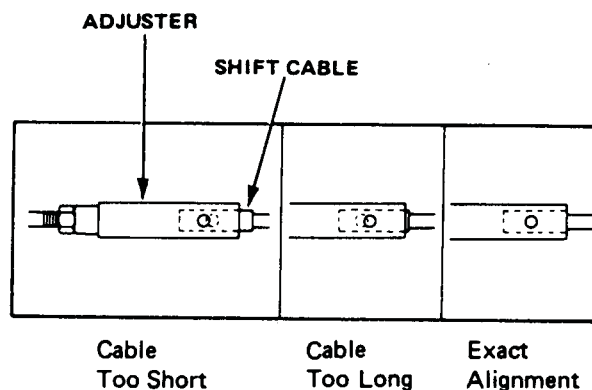 ADJUSTER
SHIFT CABLE
Cable
Too Short
Cable
Too Long
Exact
Alignment